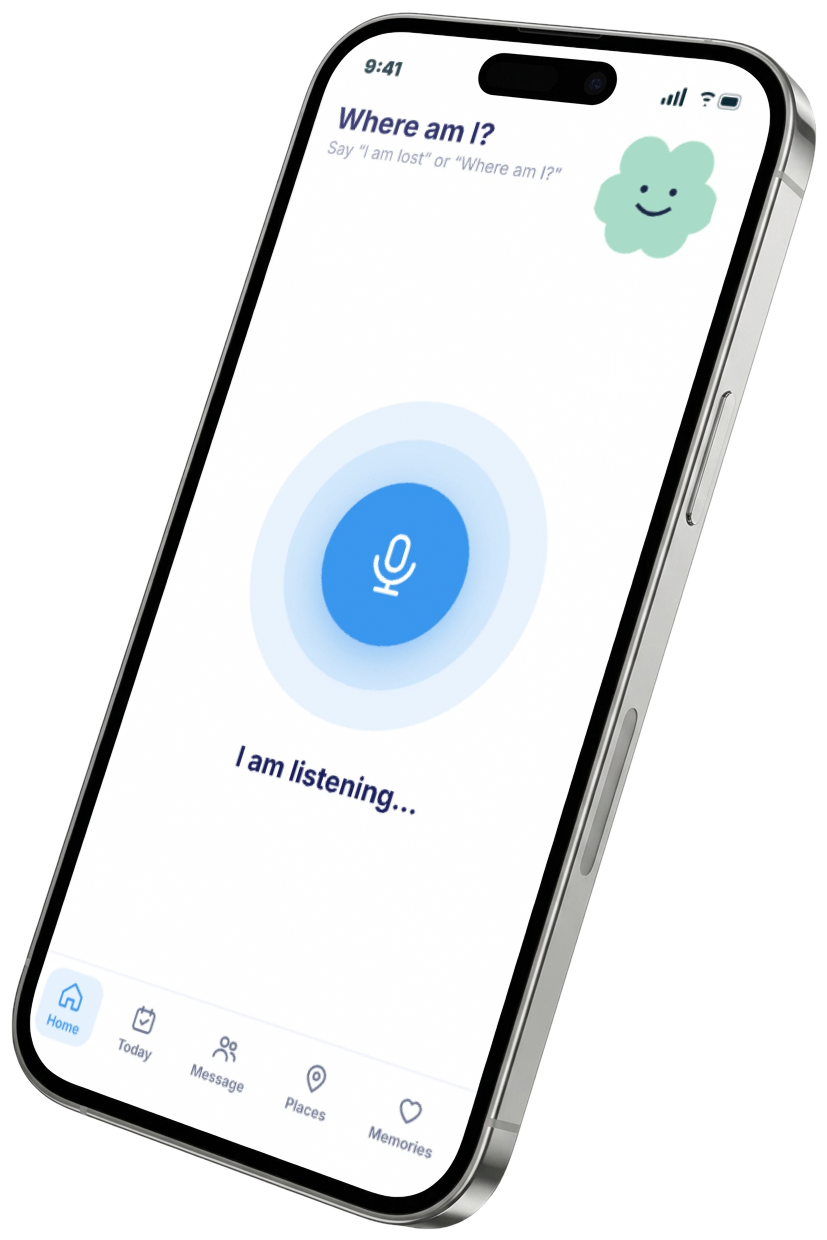 9:41
Where am I?
Say “I am lost” or “Where am I?”
I am listening...
Home
Today
Message
Places
Memories